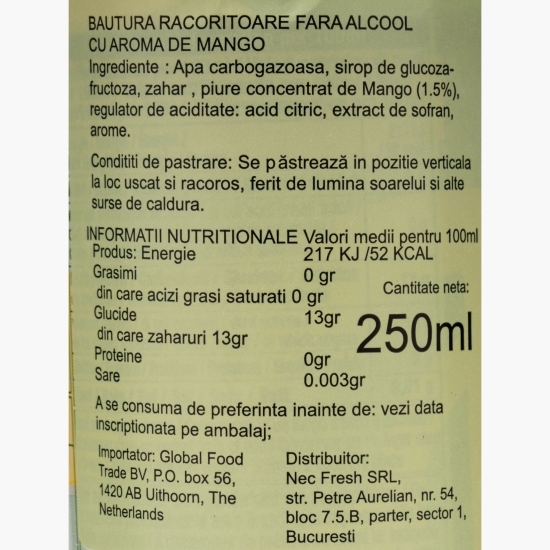 BAUTURA RACORITOARE FARA ALCOOL
CU AROMA DE MANGO
Ingrediente : Apa carbogazoasa, sirop de glucoza-
fructoza, zahar , piure concentrat de Mango (1.5%),
regulator de aciditate: acid citric, extract de sofran,
arome.
Condititi de pastrare: Se păstrează in pozitie verticala
la loc uscat si racoros, ferit de lumina soarelui si alte
surse de caldura.
INFORMATII NUTRITIONALE Valori medii pentru 100ml
Produs: Energie 217 KJ /52 KCAL
Grasimi 0 gr
din care acizi grasi saturati 0 gr
Cantitate neta:
Glucide 13gr
250ml
din care zaharuri 13gr
Proteine 0gr
Sare 0.003gr
A se consuma de preferinta inainte de: vezi data
inscriptionata pe ambalaj;
Importator: Global Food
Trade BV, P.O. box 56,
1420 AB Uithoorn, The
Netherlands
Distribuitor:
Nec Fresh SRL,
str. Petre Aurelian, nr. 54,
bloc 7.5.B, parter, sector 1,
Bucuresti